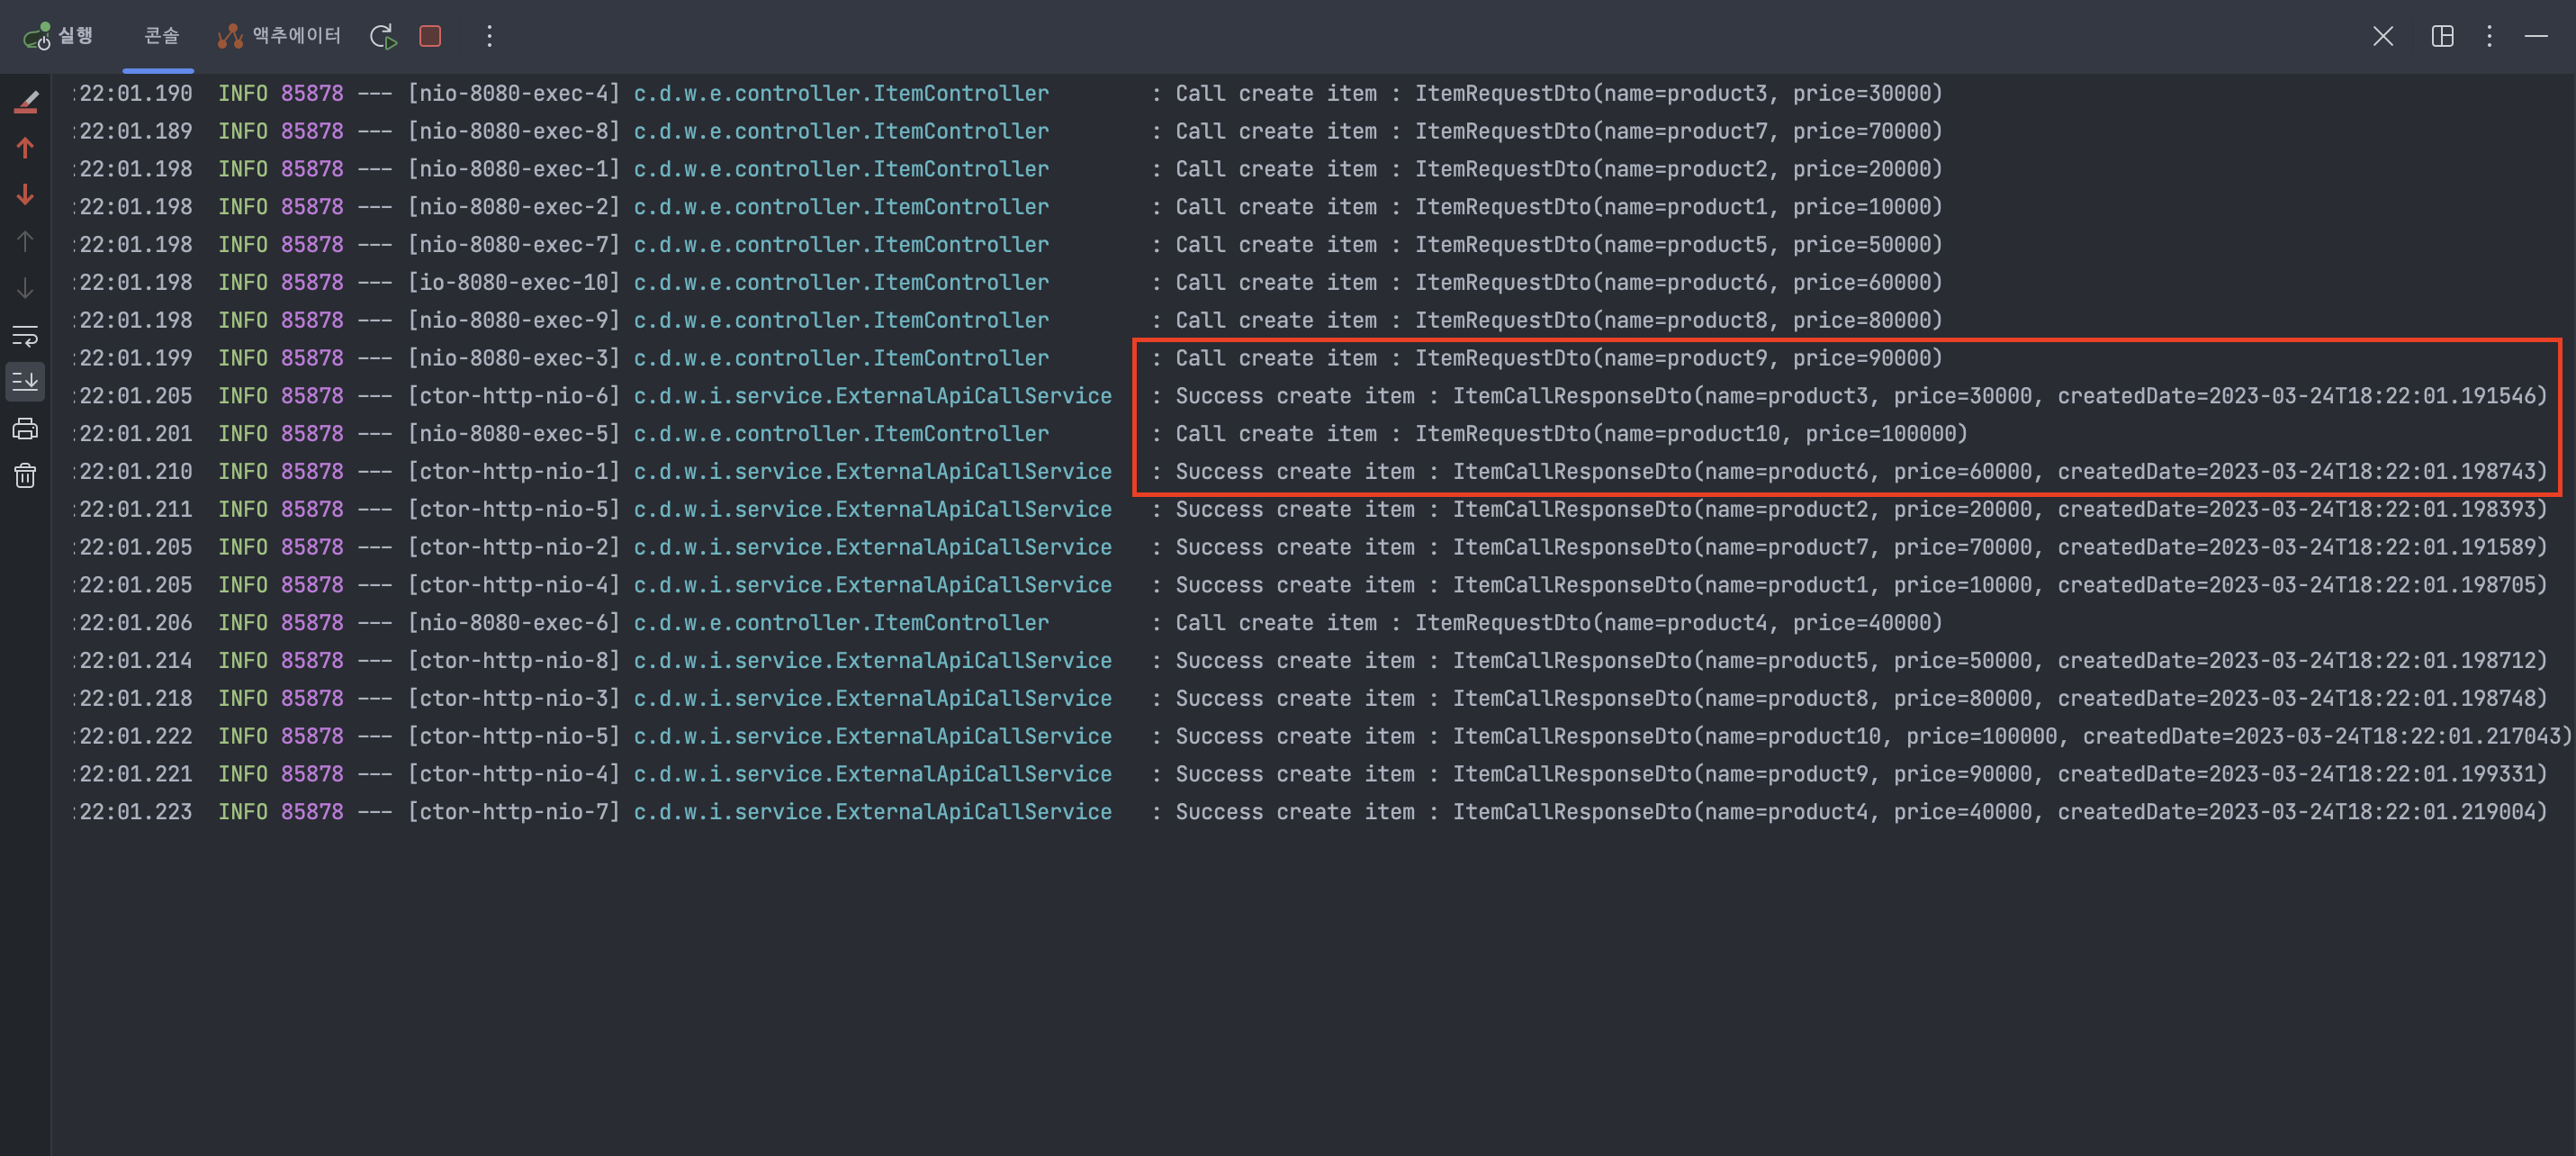 실행 콘솔 액추에이터
:22:01.190  INFO 85878 --- [nio-8080-exec-4] c.d.w.e.controller.ItemController        : Call create item : ItemRequestDto(name=product3, price=30000)
:22:01.189  INFO 85878 --- [nio-8080-exec-8] c.d.w.e.controller.ItemController        : Call create item : ItemRequestDto(name=product7, price=70000)
:22:01.198  INFO 85878 --- [nio-8080-exec-1] c.d.w.e.controller.ItemController        : Call create item : ItemRequestDto(name=product2, price=20000)
:22:01.198  INFO 85878 --- [nio-8080-exec-2] c.d.w.e.controller.ItemController        : Call create item : ItemRequestDto(name=product1, price=10000)
:22:01.198  INFO 85878 --- [nio-8080-exec-7] c.d.w.e.controller.ItemController        : Call create item : ItemRequestDto(name=product5, price=50000)
:22:01.198  INFO 85878 --- [io-8080-exec-10] c.d.w.e.controller.ItemController        : Call create item : ItemRequestDto(name=product6, price=60000)
:22:01.198  INFO 85878 --- [nio-8080-exec-9] c.d.w.e.controller.ItemController        : Call create item : ItemRequestDto(name=product8, price=80000)
:22:01.199  INFO 85878 --- [nio-8080-exec-3] c.d.w.e.controller.ItemController        : Call create item : ItemRequestDto(name=product9, price=90000)
:22:01.205  INFO 85878 --- [ctor-http-nio-6] c.d.w.i.service.ExternalApiCallService   : Success create item : ItemCallResponseDto(name=product3, price=30000, createdDate=2023-03-24T18:22:01.191546)
:22:01.201  INFO 85878 --- [nio-8080-exec-5] c.d.w.e.controller.ItemController        : Call create item : ItemRequestDto(name=product10, price=100000)
:22:01.210  INFO 85878 --- [ctor-http-nio-1] c.d.w.i.service.ExternalApiCallService   : Success create item : ItemCallResponseDto(name=product6, price=60000, createdDate=2023-03-24T18:22:01.198743)
:22:01.211  INFO 85878 --- [ctor-http-nio-5] c.d.w.i.service.ExternalApiCallService   : Success create item : ItemCallResponseDto(name=product2, price=20000, createdDate=2023-03-24T18:22:01.198393)
:22:01.205  INFO 85878 --- [ctor-http-nio-2] c.d.w.i.service.ExternalApiCallService   : Success create item : ItemCallResponseDto(name=product7, price=70000, createdDate=2023-03-24T18:22:01.191589)
:22:01.205  INFO 85878 --- [ctor-http-nio-4] c.d.w.i.service.ExternalApiCallService   : Success create item : ItemCallResponseDto(name=product1, price=10000, createdDate=2023-03-24T18:22:01.198705)
:22:01.206  INFO 85878 --- [nio-8080-exec-6] c.d.w.e.controller.ItemController        : Call create item : ItemRequestDto(name=product4, price=40000)
:22:01.214  INFO 85878 --- [ctor-http-nio-8] c.d.w.i.service.ExternalApiCallService   : Success create item : ItemCallResponseDto(name=product5, price=50000, createdDate=2023-03-24T18:22:01.198712)
:22:01.218  INFO 85878 --- [ctor-http-nio-3] c.d.w.i.service.ExternalApiCallService   : Success create item : ItemCallResponseDto(name=product8, price=80000, createdDate=2023-03-24T18:22:01.198748)
:22:01.222  INFO 85878 --- [ctor-http-nio-5] c.d.w.i.service.ExternalApiCallService   : Success create item : ItemCallResponseDto(name=product10, price=100000, createdDate=2023-03-24T18:22:01.217043)
:22:01.221  INFO 85878 --- [ctor-http-nio-4] c.d.w.i.service.ExternalApiCallService   : Success create item : ItemCallResponseDto(name=product9, price=90000, createdDate=2023-03-24T18:22:01.199331)
:22:01.223  INFO 85878 --- [ctor-http-nio-7] c.d.w.i.service.ExternalApiCallService   : Success create item : ItemCallResponseDto(name=product4, price=40000, createdDate=2023-03-24T18:22:01.219004)